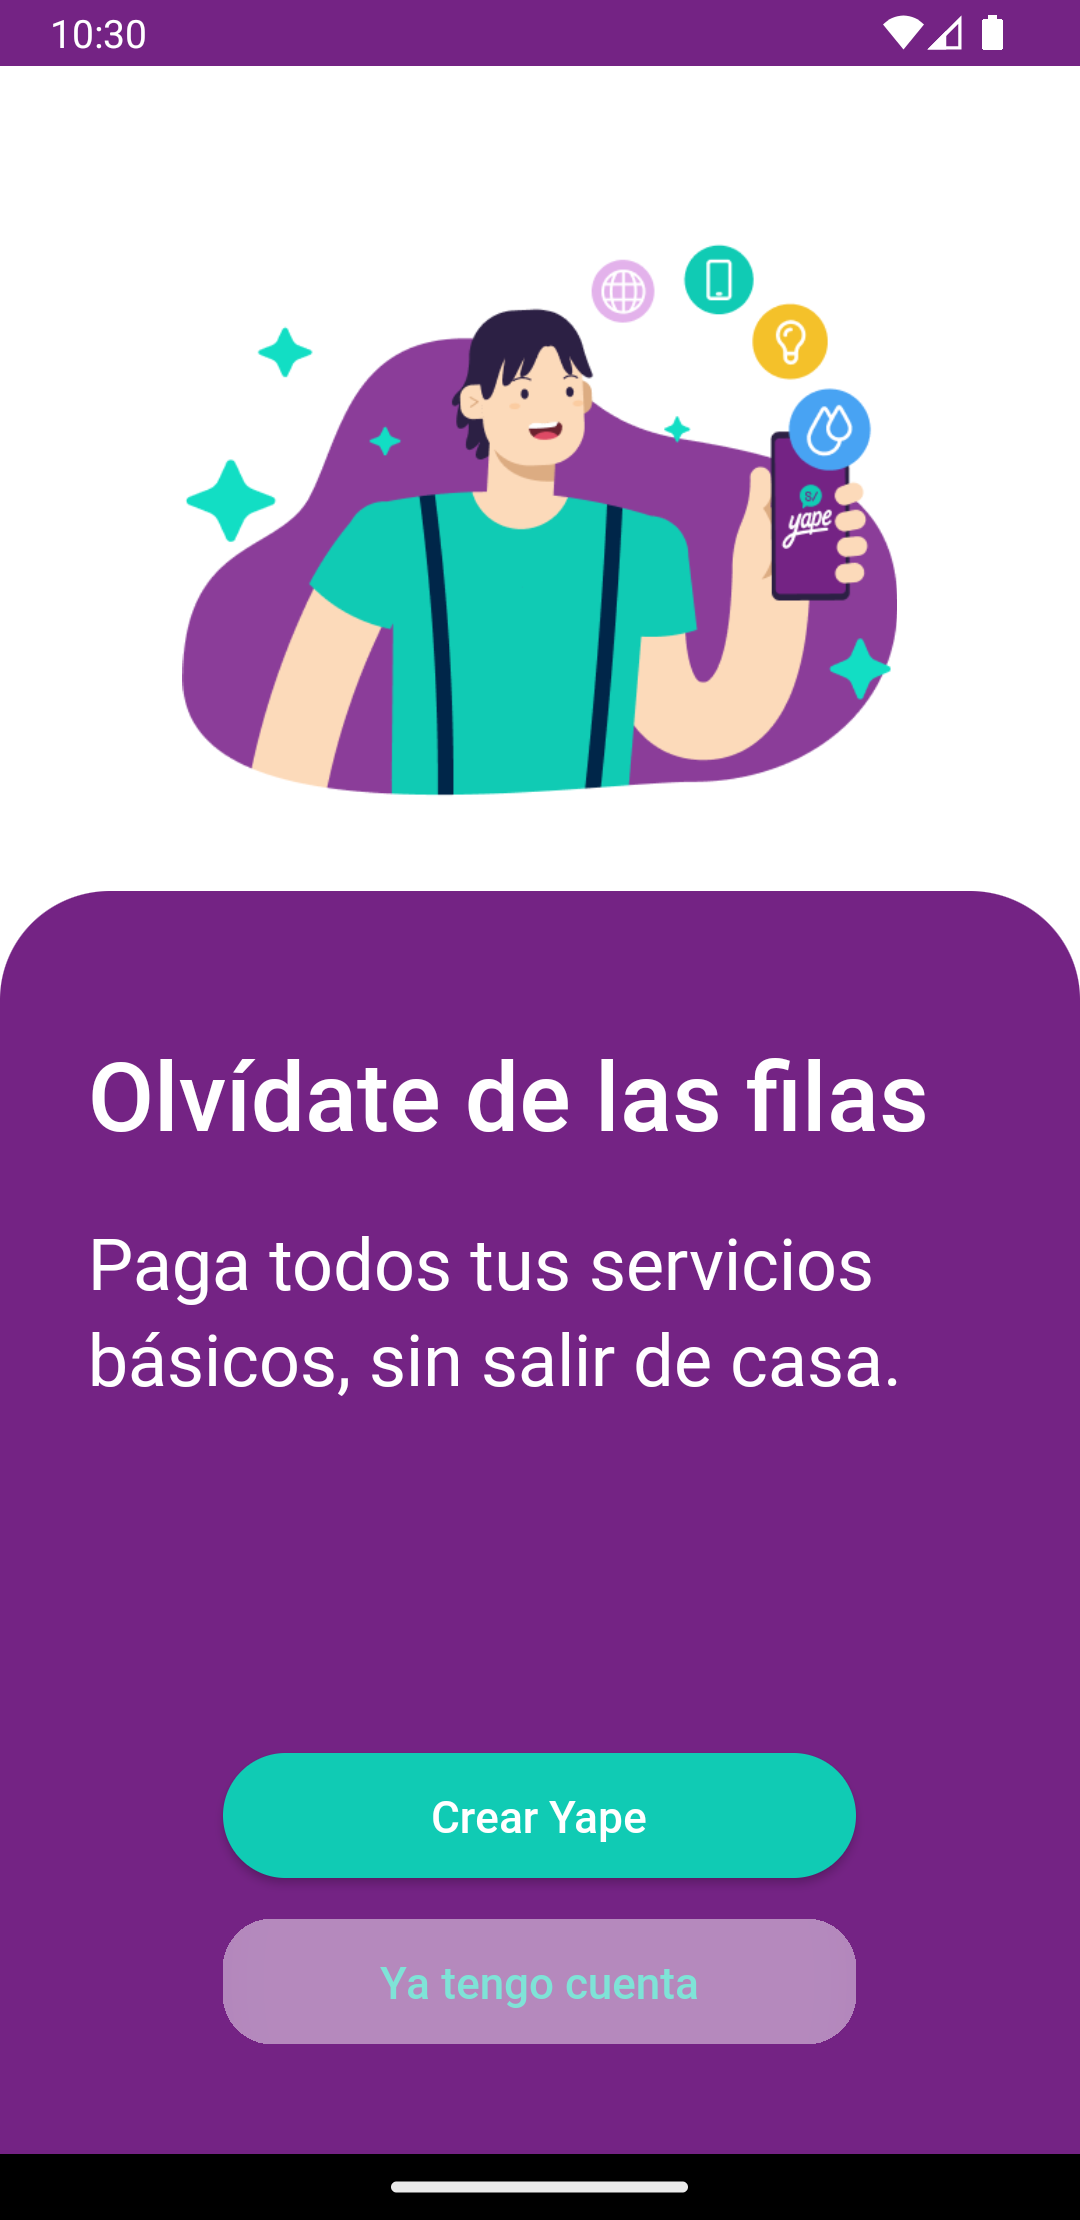 10:30
S/
yape
Olvídate de las filas
Paga todos tus servicios
básicos, sin salir de casa.
Crear Yape
Ya tengo cuenta